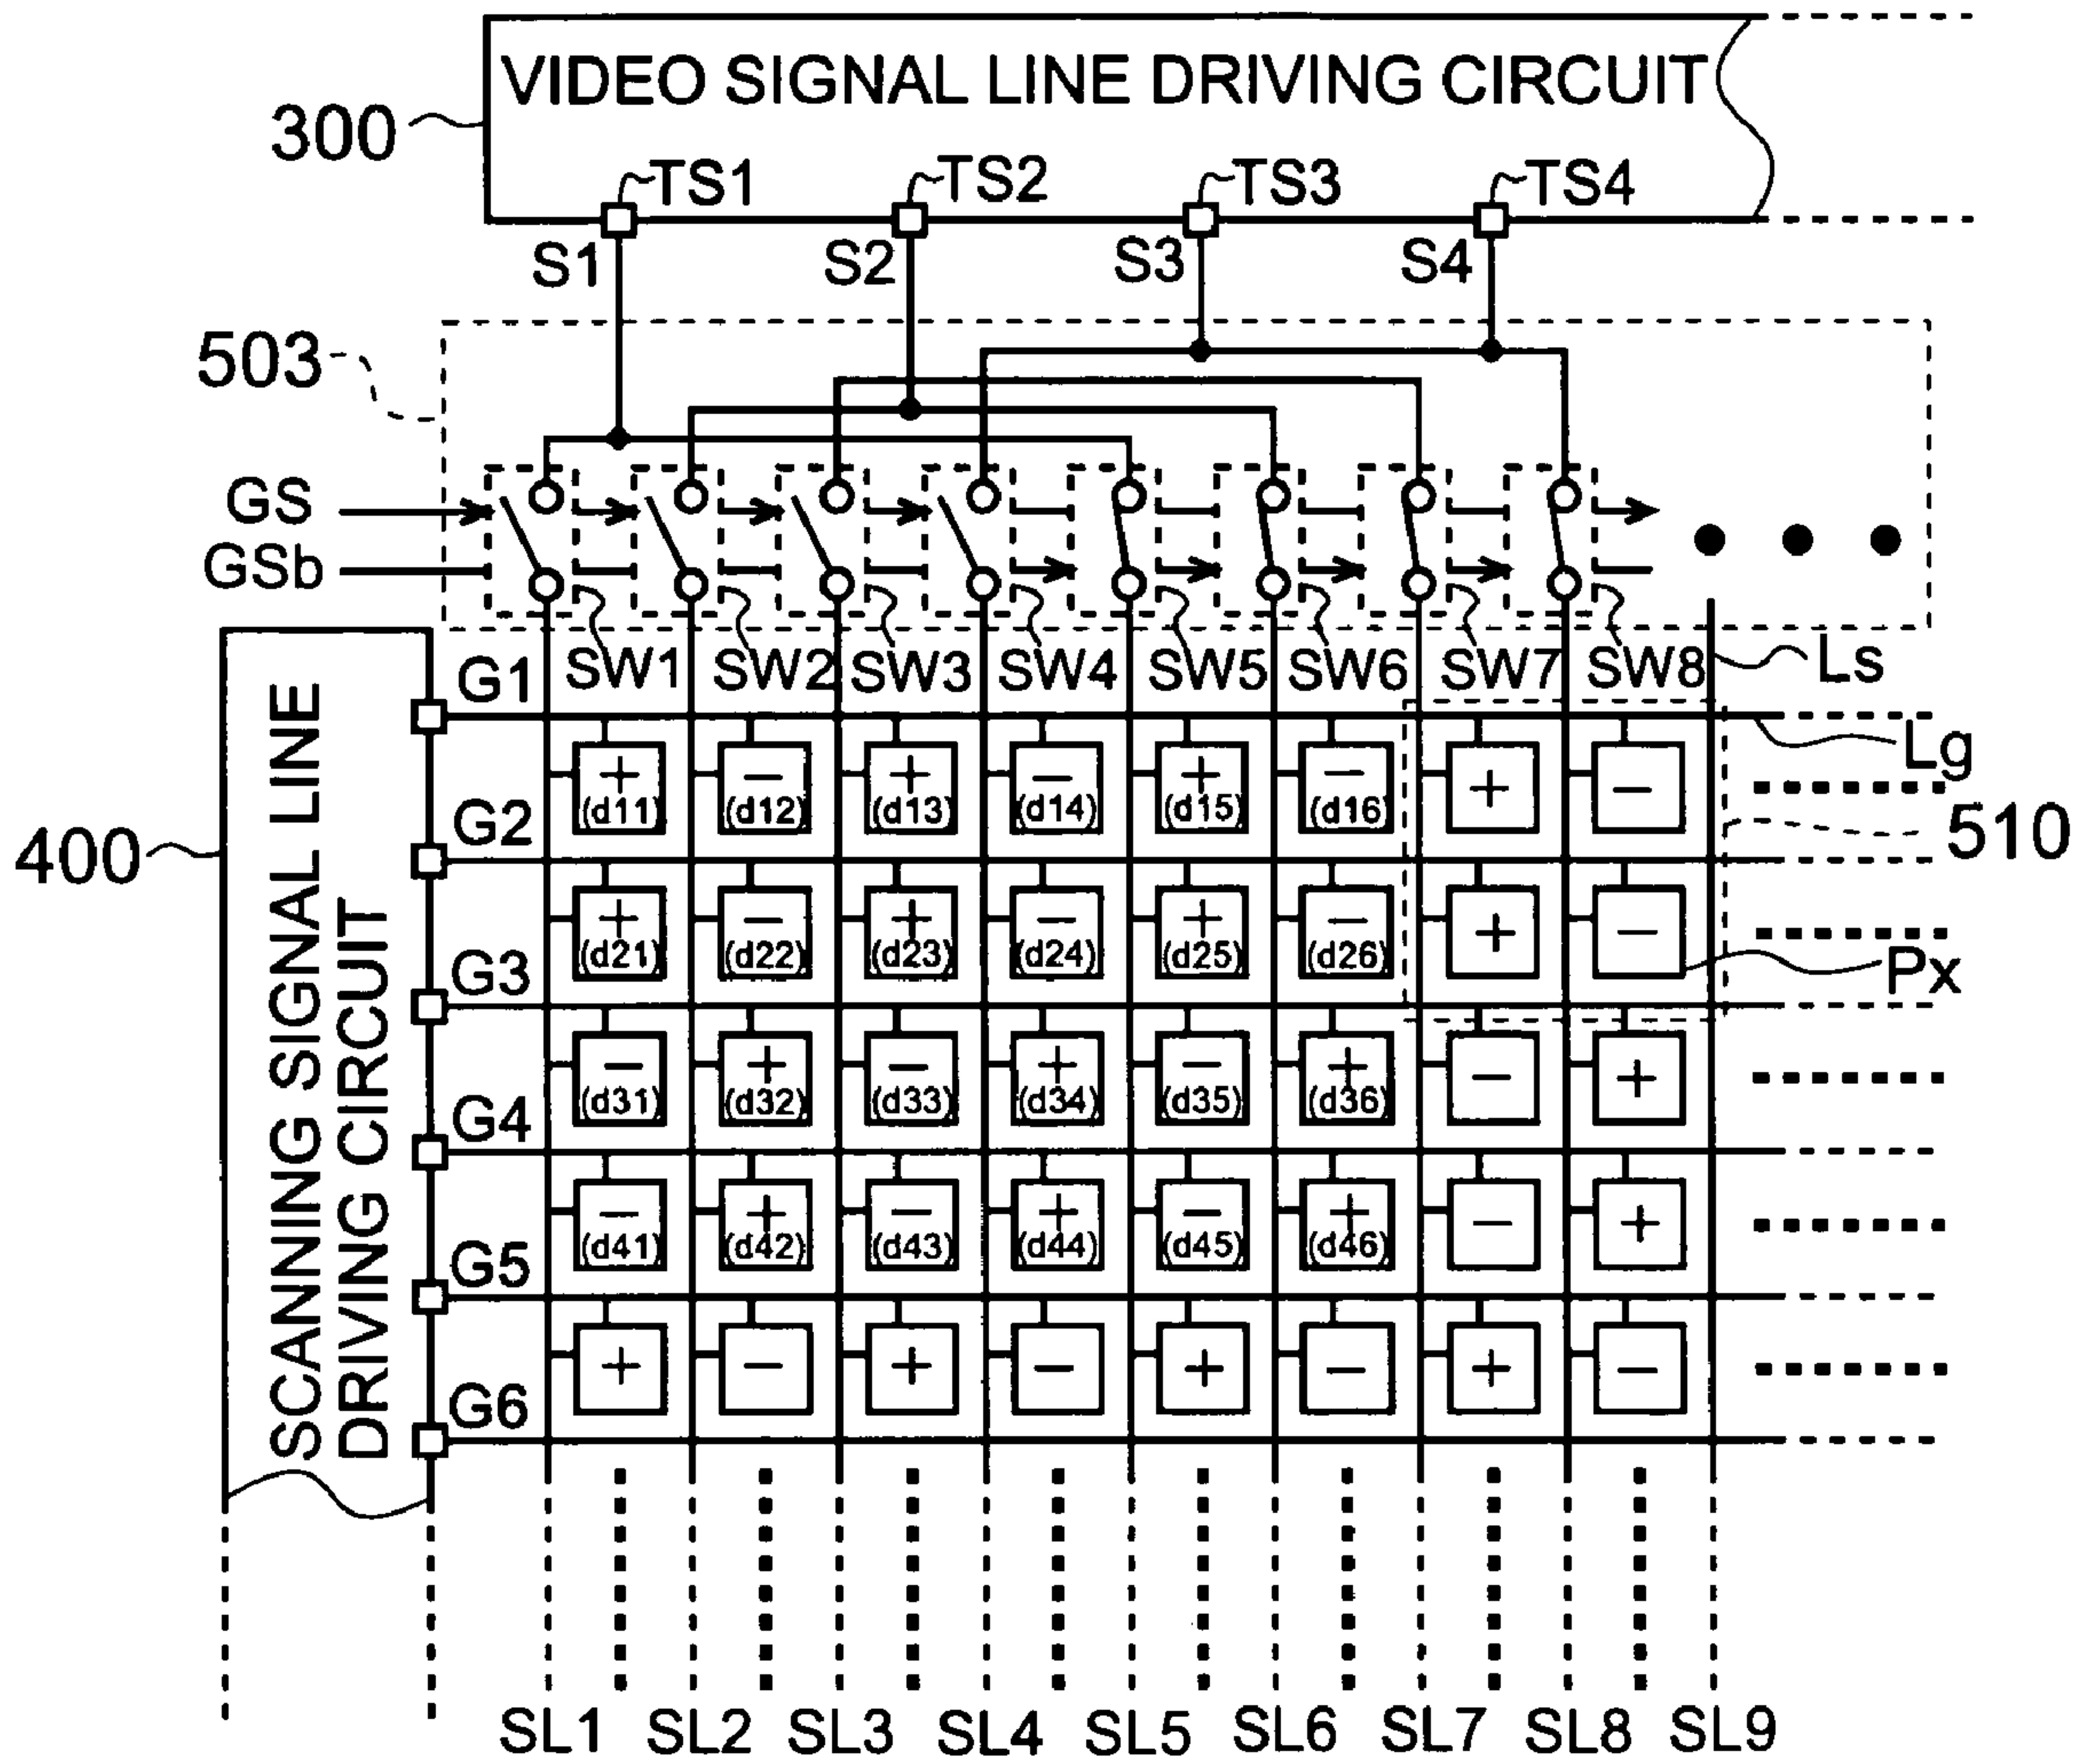 VIDEO SIGNAL LINE DRIVING CIRCUIT
300
TS1 TS2 TS3 TS4
S1 S2 S3 S4
503
GS
GSb
SW1 SW2 SW3 SW4 SW5 SW6 SW7 SW8 Ls
400
SCANNING SIGNAL LINE
DRIVING CIRCUIT
G1
Lg
+ − + − + − + −
(d11) (d12) (d13) (d14) (d15) (d16)
G2
510
+ − + − + − + −
(d21) (d22) (d23) (d24) (d25) (d26)
G3
Px
− + − + − + − +
(d31) (d32) (d33) (d34) (d35) (d36)
G4
− + − + − + − +
(d41) (d42) (d43) (d44) (d45) (d46)
G5
+ − + − + − + −
G6
SL1 SL2 SL3 SL4 SL5 SL6 SL7 SL8 SL9